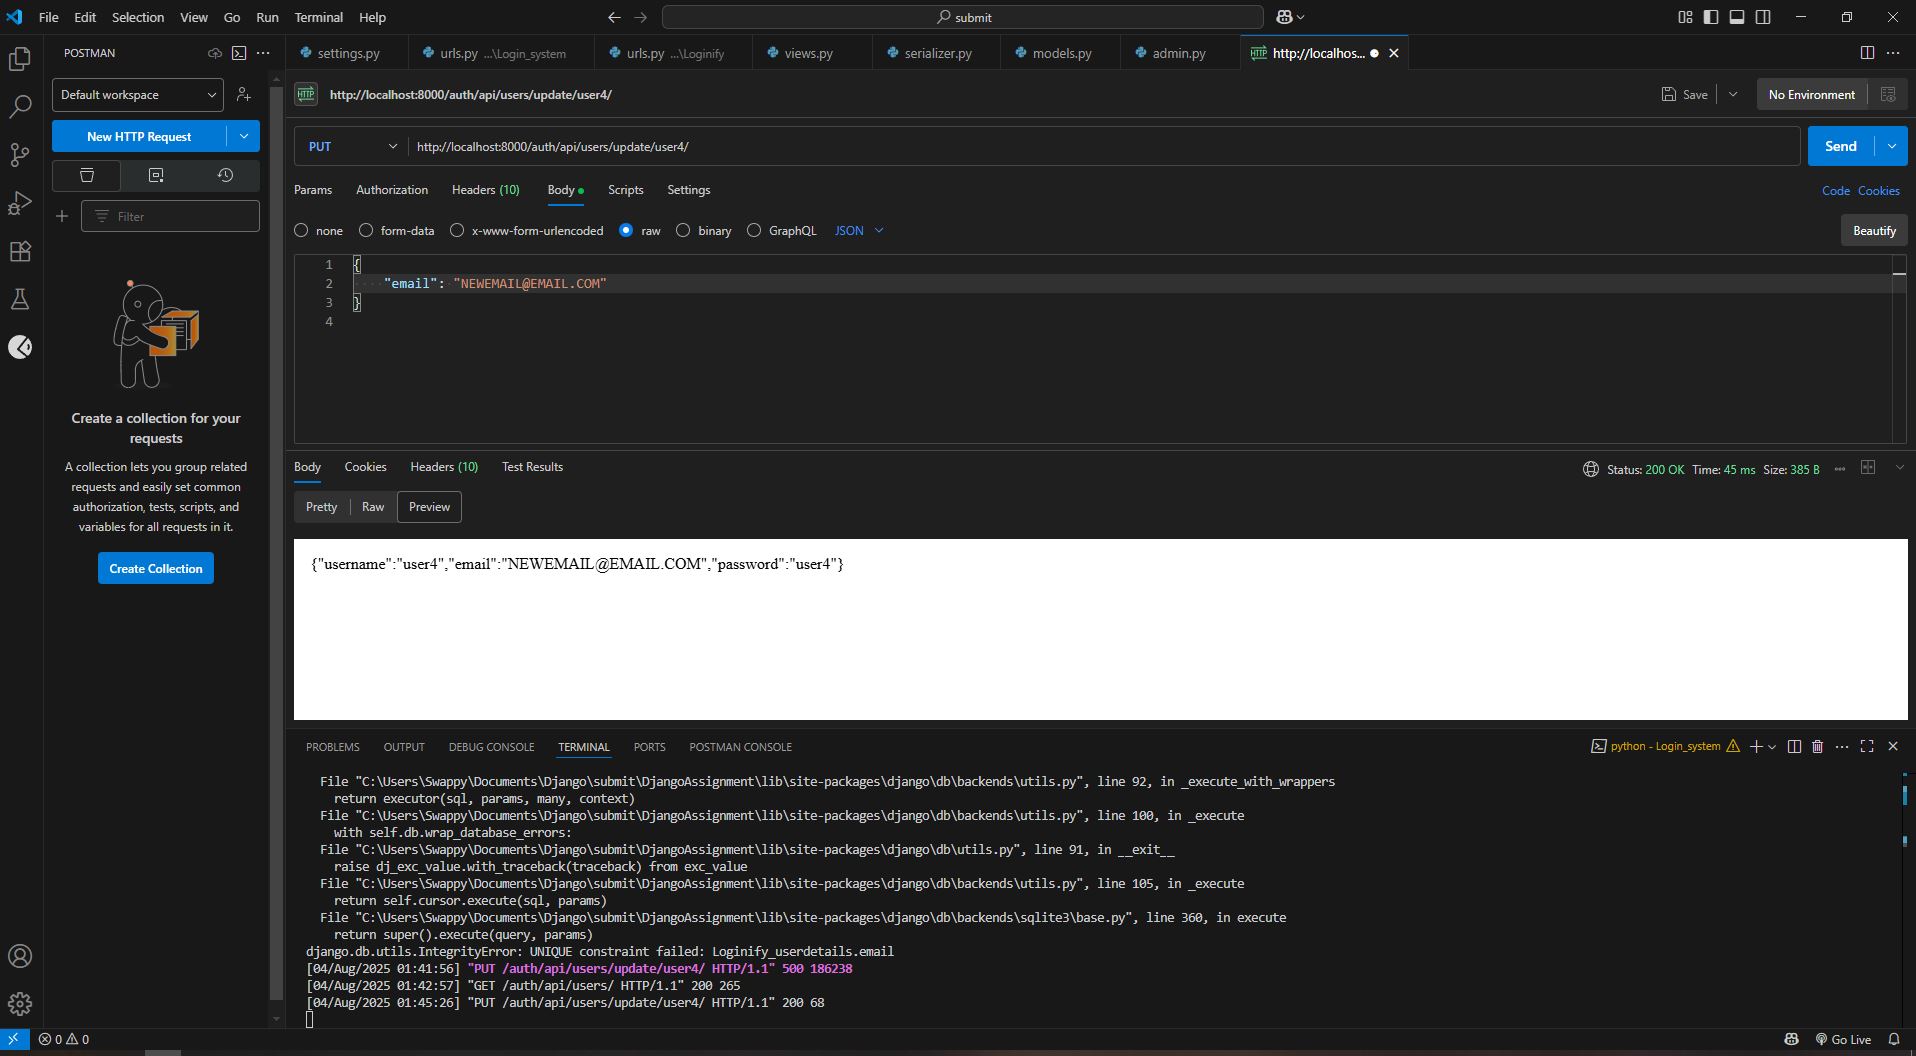 File Edit Selection View Go Run Terminal Help
submit
POSTMAN
settings.py
urls.py ...\Login_system
urls.py ...\Loginify
views.py
serializer.py
models.py
admin.py
http://localhos...
Default workspace
http://localhost:8000/auth/api/users/update/user4/
Save
No Environment
New HTTP Request
PUT
http://localhost:8000/auth/api/users/update/user4/
Send
Params Authorization Headers (10) Body Scripts Settings
Code Cookies
Filter
none form-data x-www-form-urlencoded raw binary GraphQL JSON
Beautify
1 {
2 "email": "NEWEMAIL@EMAIL.COM"
3 }
4
Create a collection for your
requests
A collection lets you group related
requests and easily set common
authorization, tests, scripts, and
variables for all requests in it.
Create Collection
Body Cookies Headers (10) Test Results
Status: 200 OK Time: 45 ms Size: 385 B
Pretty Raw Preview
{"username":"user4","email":"NEWEMAIL@EMAIL.COM","password":"user4"}
PROBLEMS OUTPUT DEBUG CONSOLE TERMINAL PORTS POSTMAN CONSOLE
python - Login_system
File "C:\Users\Swappy\Documents\Django\submit\DjangoAssignment\lib\site-packages\django\db\backends\utils.py", line 92, in _execute_with_wrappers
return executor(sql, params, many, context)
File "C:\Users\Swappy\Documents\Django\submit\DjangoAssignment\lib\site-packages\django\db\backends\utils.py", line 100, in _execute
with self.db.wrap_database_errors:
File "C:\Users\Swappy\Documents\Django\submit\DjangoAssignment\lib\site-packages\django\db\utils.py", line 91, in __exit__
raise dj_exc_value.with_traceback(traceback) from exc_value
File "C:\Users\Swappy\Documents\Django\submit\DjangoAssignment\lib\site-packages\django\db\backends\utils.py", line 105, in _execute
return self.cursor.execute(sql, params)
File "C:\Users\Swappy\Documents\Django\submit\DjangoAssignment\lib\site-packages\django\db\backends\sqlite3\base.py", line 360, in execute
return super().execute(query, params)
django.db.utils.IntegrityError: UNIQUE constraint failed: Loginify_userdetails.email
[04/Aug/2025 01:41:56] "PUT /auth/api/users/update/user4/ HTTP/1.1" 500 186238
[04/Aug/2025 01:42:57] "GET /auth/api/users/ HTTP/1.1" 200 265
[04/Aug/2025 01:45:26] "PUT /auth/api/users/update/user4/ HTTP/1.1" 200 68
0 0
Go Live